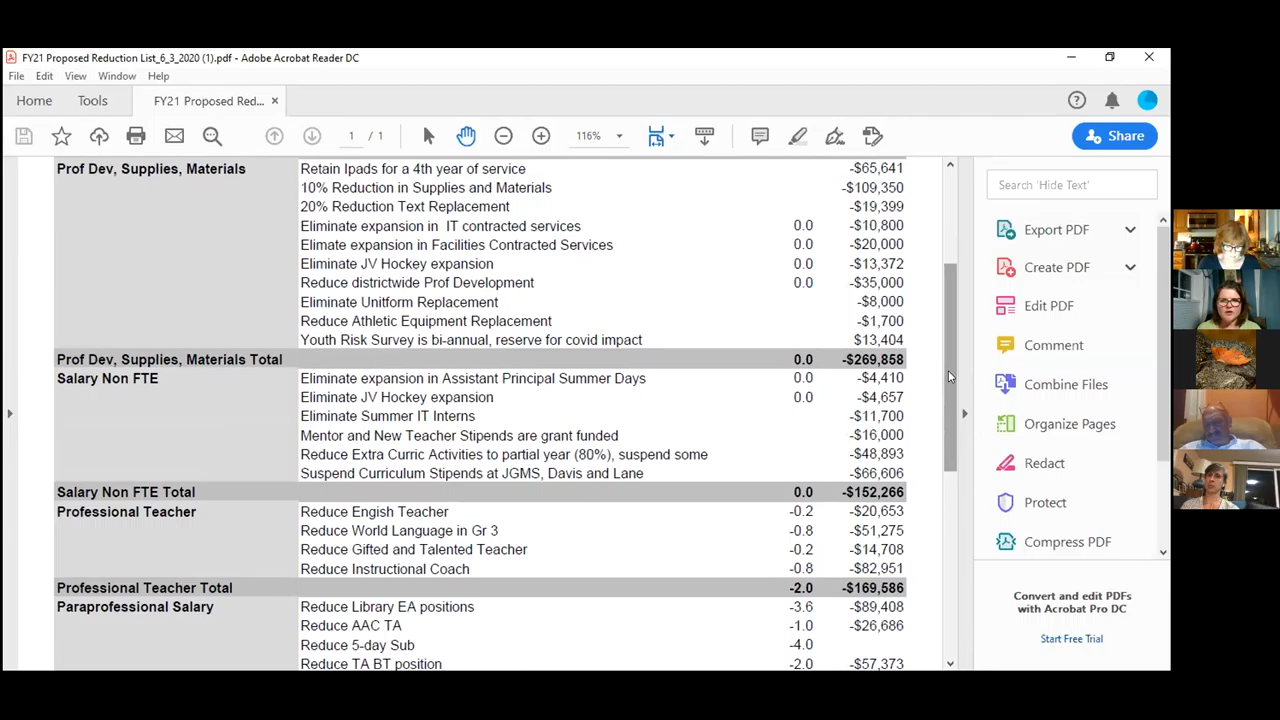 FY21 Proposed Reduction List_6_3_2020 (1).pdf - Adobe Acrobat Reader DC
File Edit View Window Help
Home Tools FY21 Proposed Red... ×
1 / 1 116% Share
Prof Dev, Supplies, Materials Retain Ipads for a 4th year of service -$65,641
10% Reduction in Supplies and Materials -$109,350
20% Reduction Text Replacement -$19,399
Eliminate expansion in IT contracted services 0.0 -$10,800
Elimate expansion in Facilities Contracted Services 0.0 -$20,000
Eliminate JV Hockey expansion 0.0 -$13,372
Reduce districtwide Prof Development 0.0 -$35,000
Eliminate Unitform Replacement -$8,000
Reduce Athletic Equipment Replacement -$1,700
Youth Risk Survey is bi-annual, reserve for covid impact $13,404
Prof Dev, Supplies, Materials Total 0.0 -$269,858
Salary Non FTE Eliminate expansion in Assistant Principal Summer Days 0.0 -$4,410
Eliminate JV Hockey expansion 0.0 -$4,657
Eliminate Summer IT Interns -$11,700
Mentor and New Teacher Stipends are grant funded -$16,000
Reduce Extra Curric Activities to partial year (80%), suspend some -$48,893
Suspend Curriculum Stipends at JGMS, Davis and Lane -$66,606
Salary Non FTE Total 0.0 -$152,266
Professional Teacher Reduce Engish Teacher -0.2 -$20,653
Reduce World Language in Gr 3 -0.8 -$51,275
Reduce Gifted and Talented Teacher -0.2 -$14,708
Reduce Instructional Coach -0.8 -$82,951
Professional Teacher Total -2.0 -$169,586
Paraprofessional Salary Reduce Library EA positions -3.6 -$89,408
Reduce AAC TA -1.0 -$26,686
Reduce 5-day Sub -4.0
Reduce TA BT position -2.0 -$57,373
Search 'Hide Text'
Export PDF
Create PDF
Edit PDF
Comment
Combine Files
Organize Pages
Redact
Protect
Compress PDF
Convert and edit PDFs
with Acrobat Pro DC
Start Free Trial